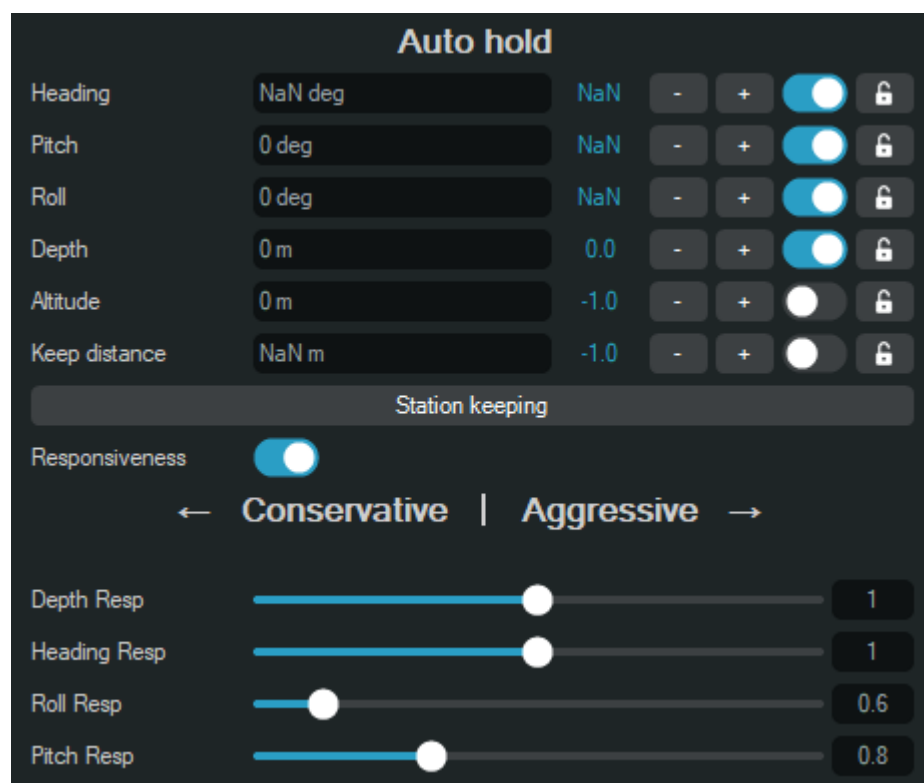 Auto hold
Heading NaN deg NaN - +
Pitch 0 deg NaN - +
Roll 0 deg NaN - +
Depth 0 m 0.0 - +
Altitude 0 m -1.0 - +
Keep distance NaN m -1.0 - +
Station keeping
Responsiveness
← Conservative | Aggressive →
Depth Resp 1
Heading Resp 1
Roll Resp 0.6
Pitch Resp 0.8